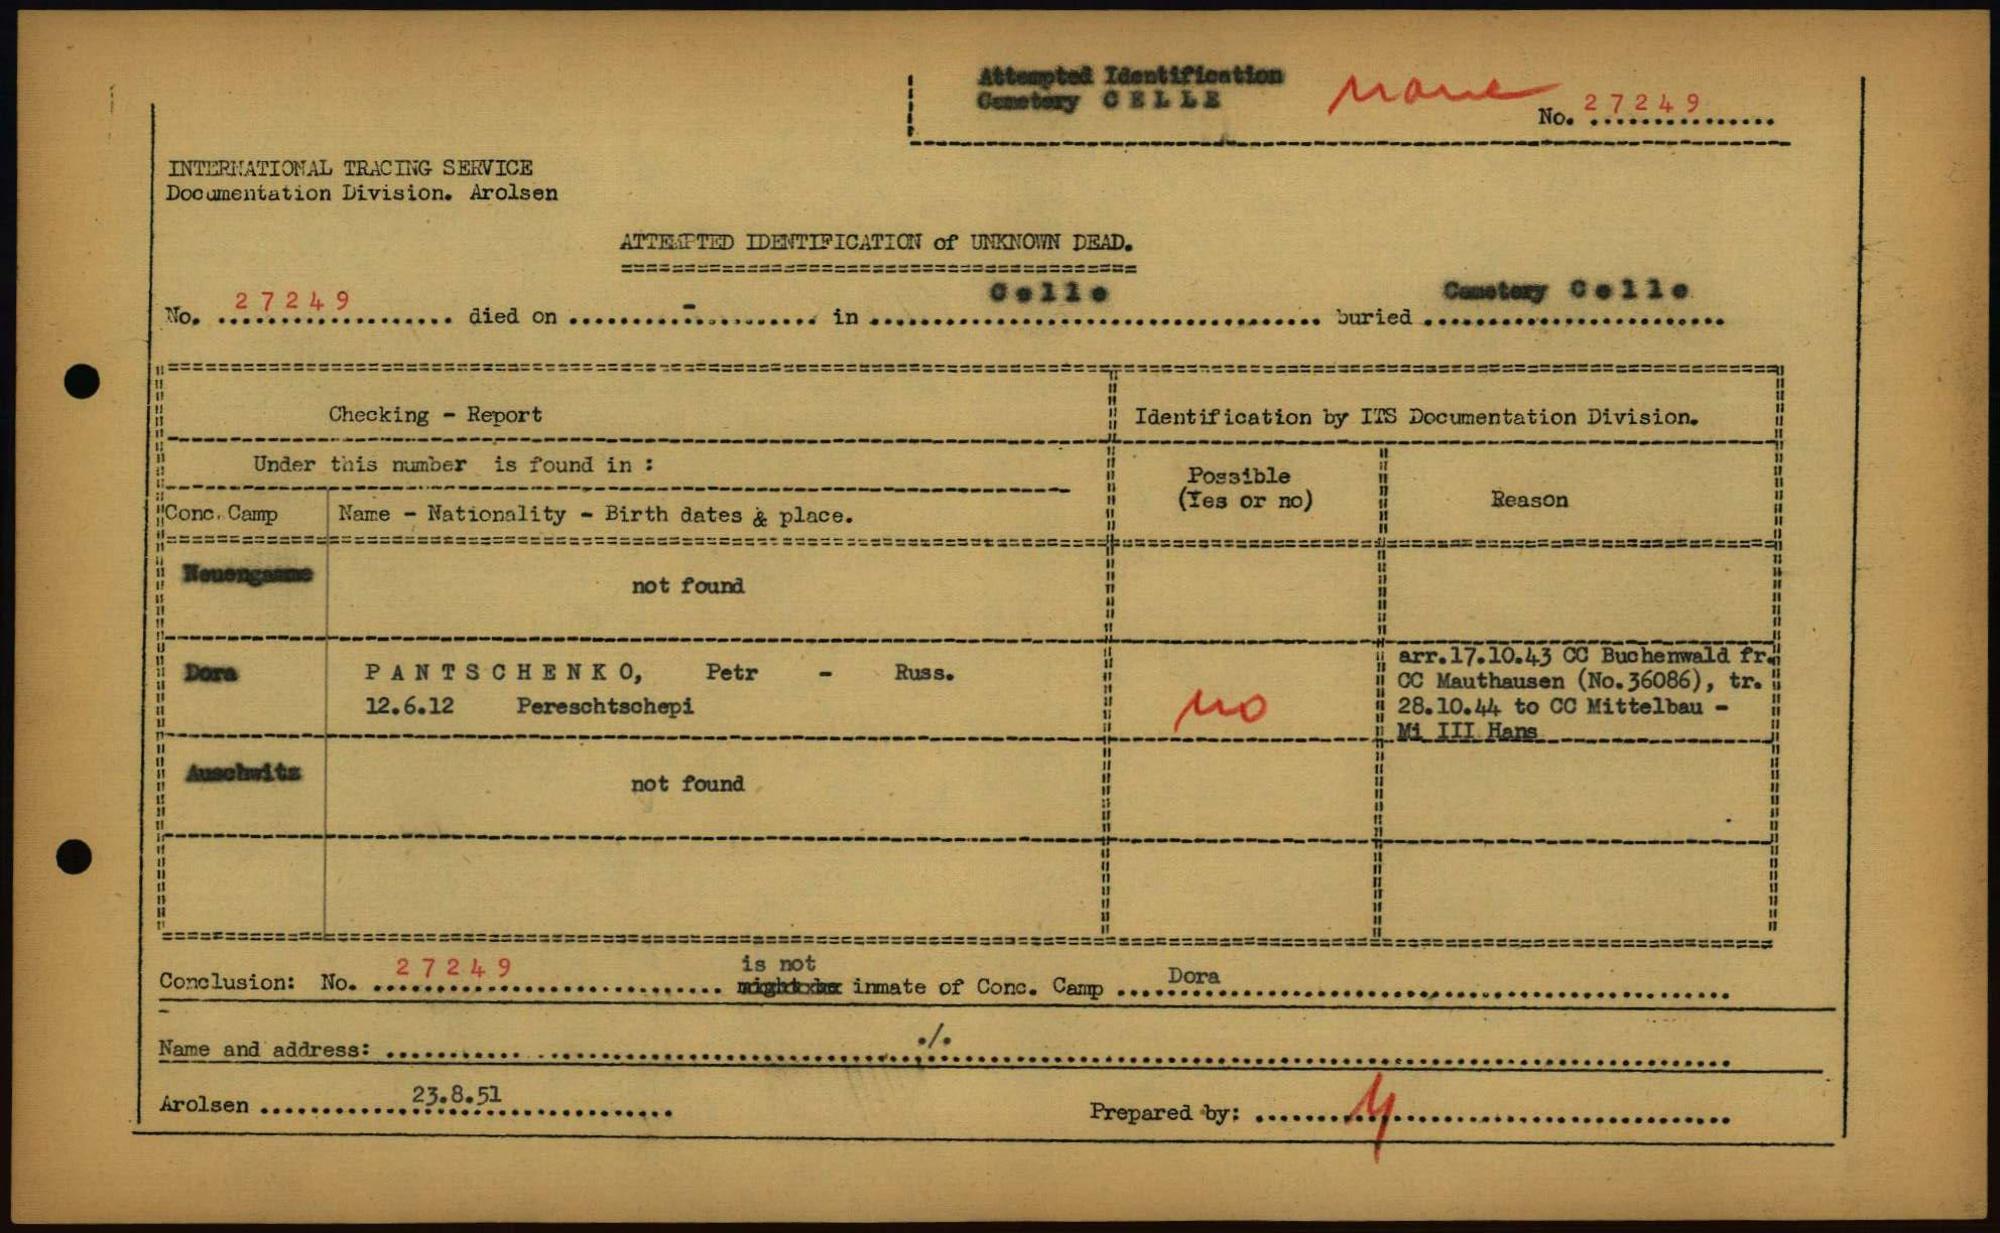 Attempted Identification
Cemetery CELLE
none
No. 27249
INTERNATIONAL TRACING SERVICE
Documentation Division. Arolsen
ATTEMPTED IDENTIFICATION of UNKNOWN DEAD.
No. 27249 died on - in Celle buried Cemetery Celle
Checking - Report
Identification by ITS Documentation Division.
Under this number is found in :
Possible
(Yes or no)
Reason
Conc. Camp
Name - Nationality - Birth dates & place.
Neuengamme
not found
Dora
PANTSCHENKO, Petr - Russ.
12.6.12 Pereschtschepi
no
arr.17.10.43 CC Buchenwald fr.
CC Mauthausen (No.36086), tr.
28.10.44 to CC Mittelbau -
Mi III Hans
Auschwitz
not found
is not
Conclusion: No. 27249 might be inmate of Conc. Camp Dora
Name and address: ./.
Arolsen 23.8.51
Prepared by: